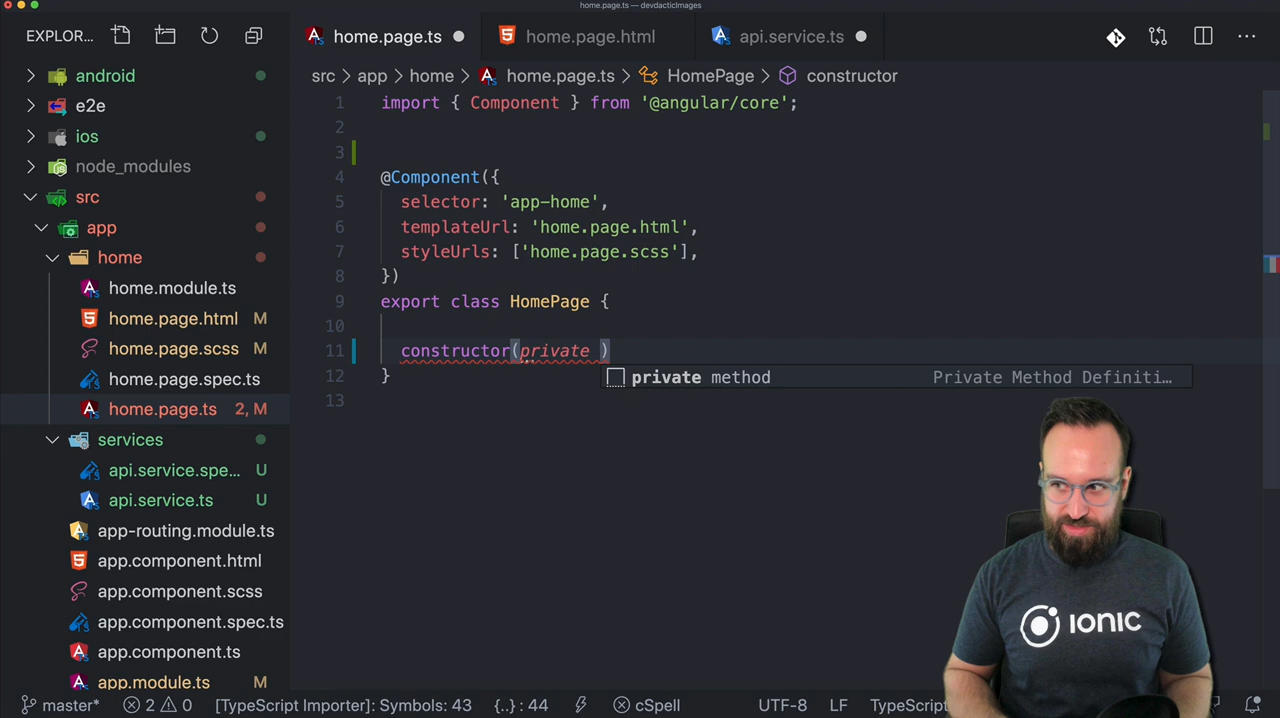 home.page.ts — devdacticImages
EXPLOR...
home.page.ts
home.page.html
api.service.ts
src > app > home > home.page.ts > HomePage > constructor
android
e2e
ios
node_modules
src
app
home
home.module.ts
home.page.html M
home.page.scss M
home.page.spec.ts
home.page.ts 2, M
services
api.service.spe... U
api.service.ts U
app-routing.module.ts
app.component.html
app.component.scss
app.component.spec.ts
app.component.ts
app.module.ts M
1 import { Component } from '@angular/core';
2
3
4 @Component({
5 selector: 'app-home',
6 templateUrl: 'home.page.html',
7 styleUrls: ['home.page.scss'],
8 })
9 export class HomePage {
10
11 constructor(private )
12 }
13
private method Private Method Definiti...
IONIC
master* 2 0 [TypeScript Importer]: Symbols: 43 {..} : 44 cSpell UTF-8 LF TypeScript